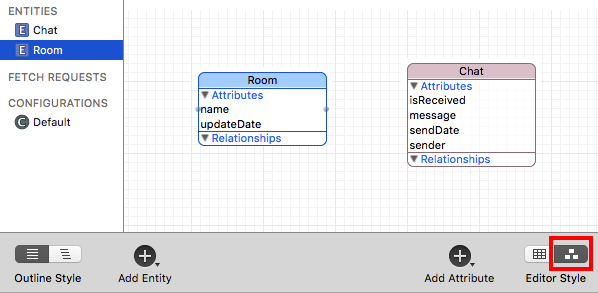 ENTITIES
E Chat
E Room
FETCH REQUESTS
CONFIGURATIONS
C Default
Room
Attributes
name
updateDate
Relationships
Chat
Attributes
isReceived
message
sendDate
sender
Relationships
Outline Style
Add Entity
Add Attribute
Editor Style